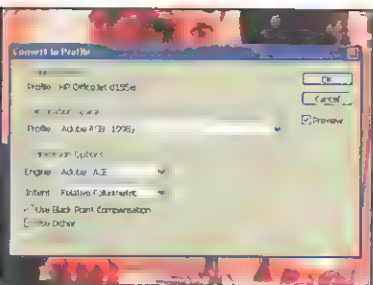 Convert to Profile
Profile: HP OfficeJet d155xi
OK
Cancel
Preview
Profile: Adobe RGB (1998)
Options
Engine: Adobe (ACE)
Intent: Relative Colorimetric
Use Black Point Compensation
Use Dither